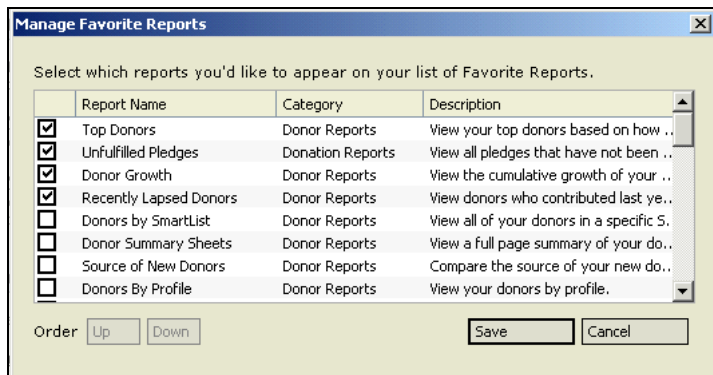 Manage Favorite Reports
Select which reports you'd like to appear on your list of Favorite Reports.
Report Name Category Description
Top Donors Donor Reports View your top donors based on how ..
Unfulfilled Pledges Donation Reports View all pledges that have not been ...
Donor Growth Donor Reports View the cumulative growth of your ...
Recently Lapsed Donors Donor Reports View donors who contributed last ye...
Donors by SmartList Donor Reports View all of your donors in a specific S.
Donor Summary Sheets Donor Reports View a full page summary of your do..
Source of New Donors Donor Reports Compare the source of your new do...
Donors By Profile Donor Reports View your donors by profile.
Order Up Down Save Cancel